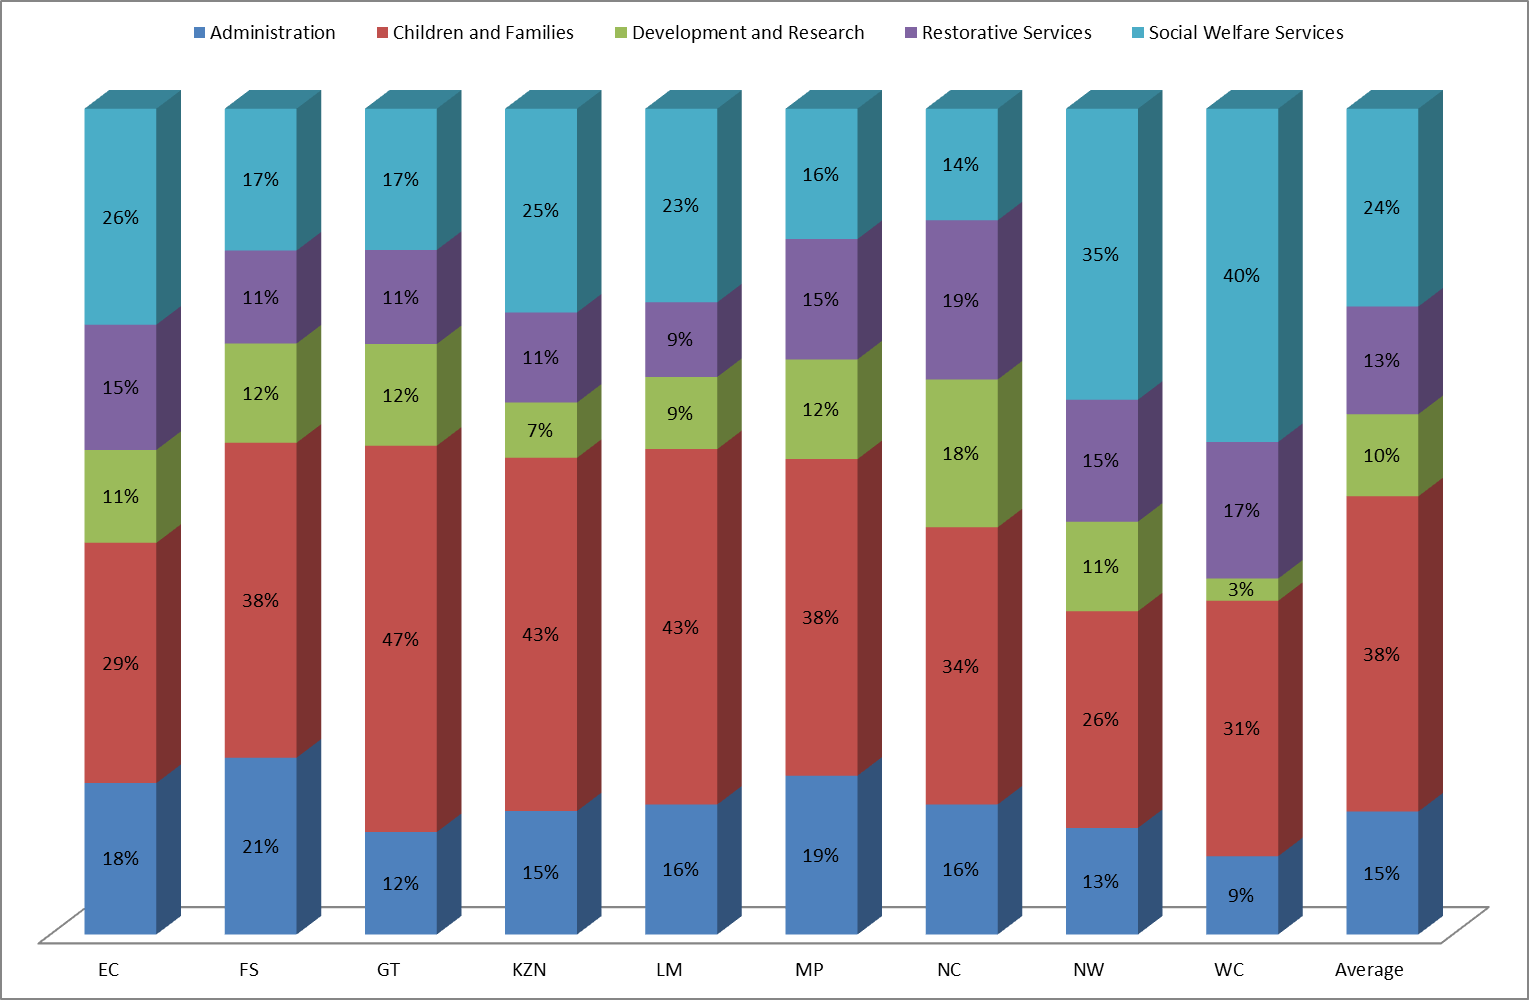 Administration Children and Families Development and Research Restorative Services Social Welfare Services
26% 17% 17% 25% 23% 16% 14% 35% 40% 24%
15% 11% 11% 11% 9% 15% 19% 15% 17% 13%
11% 12% 12% 7% 9% 12% 18% 11% 3% 10%
29% 38% 47% 43% 43% 38% 34% 26% 31% 38%
18% 21% 12% 15% 16% 19% 16% 13% 9% 15%
EC FS GT KZN LM MP NC NW WC Average